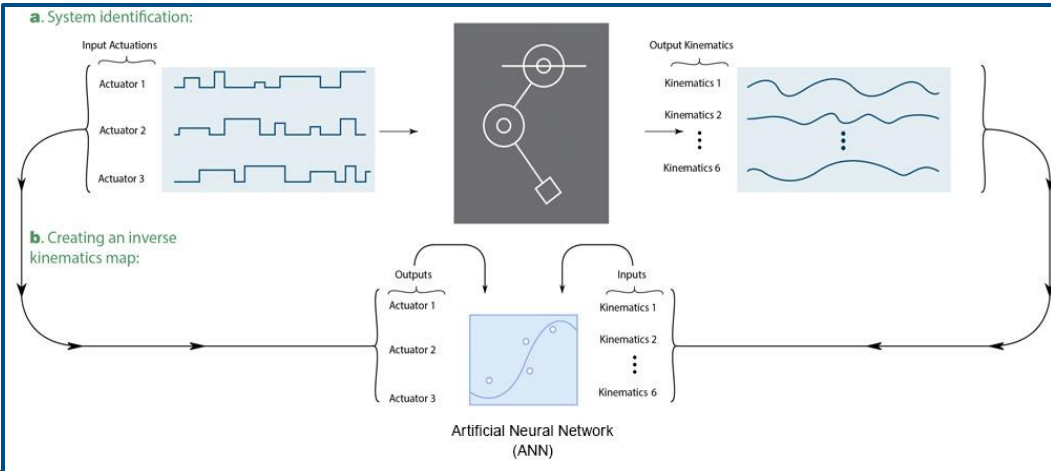 a. System identification:
Input Actuations
Actuator 1
Actuator 2
Actuator 3
Output Kinematics
Kinematics 1
Kinematics 2
Kinematics 6
b. Creating an inverse
kinematics map:
Outputs
Actuator 1
Actuator 2
Actuator 3
Inputs
Kinematics 1
Kinematics 2
Kinematics 6
Artificial Neural Network
(ANN)